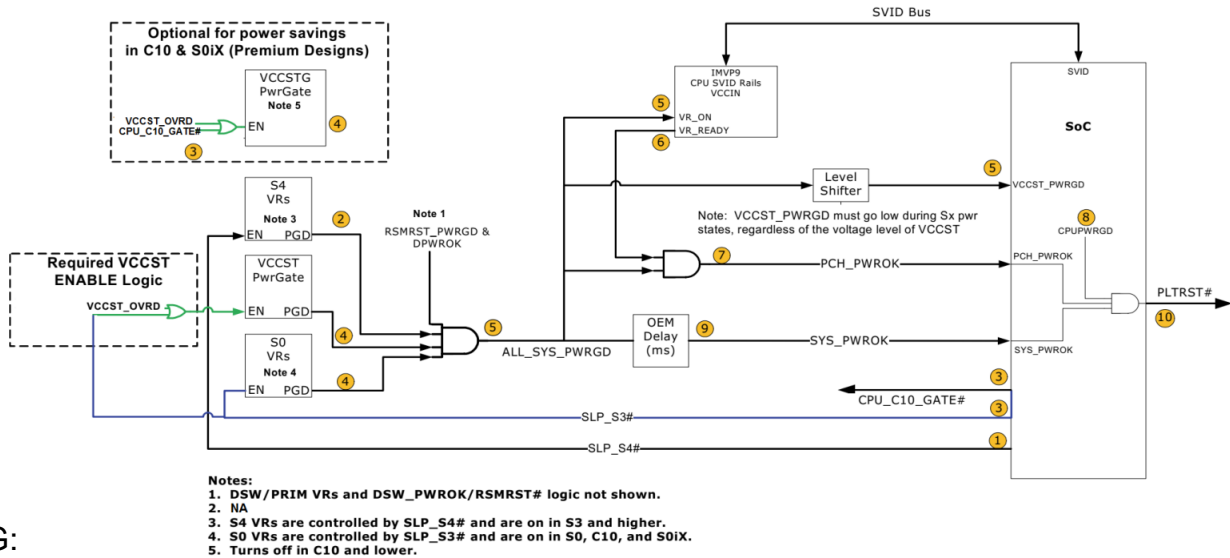 SVID Bus
Optional for power savings
in C10 & S0iX (Premium Designs)
VCCSTG
PwrGate
Note 5
VCCST_OVRD
CPU_C10_GATE#
EN
4
3
IMVP9
CPU SVID Rails
VCCIN
5
VR_ON
VR_READY
6
SVID
SoC
S4
VRs
Note 3
EN PGD
2
Note 1
RSMRST_PWRGD &
DPWROK
Level
Shifter
5
VCCST_PWRGD
Note: VCCST_PWRGD must go low during Sx pwr
states, regardless of the voltage level of VCCST
8
CPUPWRGD
Required VCCST
ENABLE Logic
VCCST_OVRD
VCCST
PwrGate
EN PGD
4
7
PCH_PWROK
PCH_PWROK
PLTRST#
10
S0
VRs
Note 4
EN PGD
4
5
ALL_SYS_PWRGD
OEM
Delay
(ms)
9
SYS_PWROK
SYS_PWROK
3
CPU_C10_GATE#
3
SLP_S3#
1
SLP_S4#
Notes:
1. DSW/PRIM VRs and DSW_PWROK/RSMRST# logic not shown.
2. NA
3. S4 VRs are controlled by SLP_S4# and are on in S3 and higher.
4. S0 VRs are controlled by SLP_S3# and are on in S0, C10, and S0iX.
5. Turns off in C10 and lower.